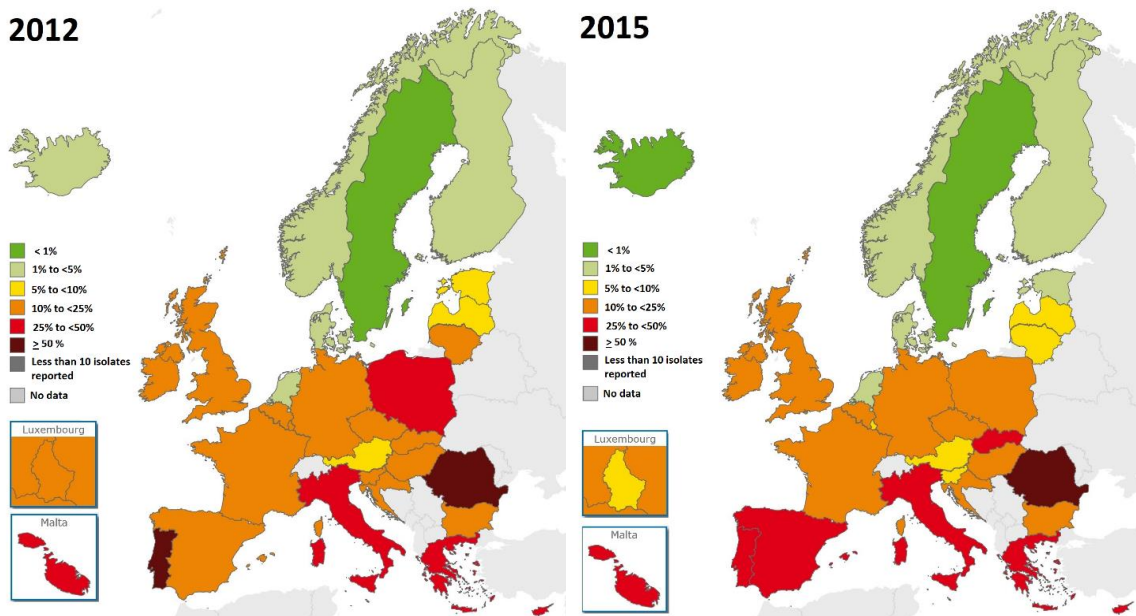 2012
< 1%
1% to <5%
5% to <10%
10% to <25%
25% to <50%
≥ 50 %
Less than 10 isolates
reported
No data
Luxembourg
Malta
2015
< 1%
1% to <5%
5% to <10%
10% to <25%
25% to <50%
≥ 50 %
Less than 10 isolates
reported
No data
Luxembourg
Malta